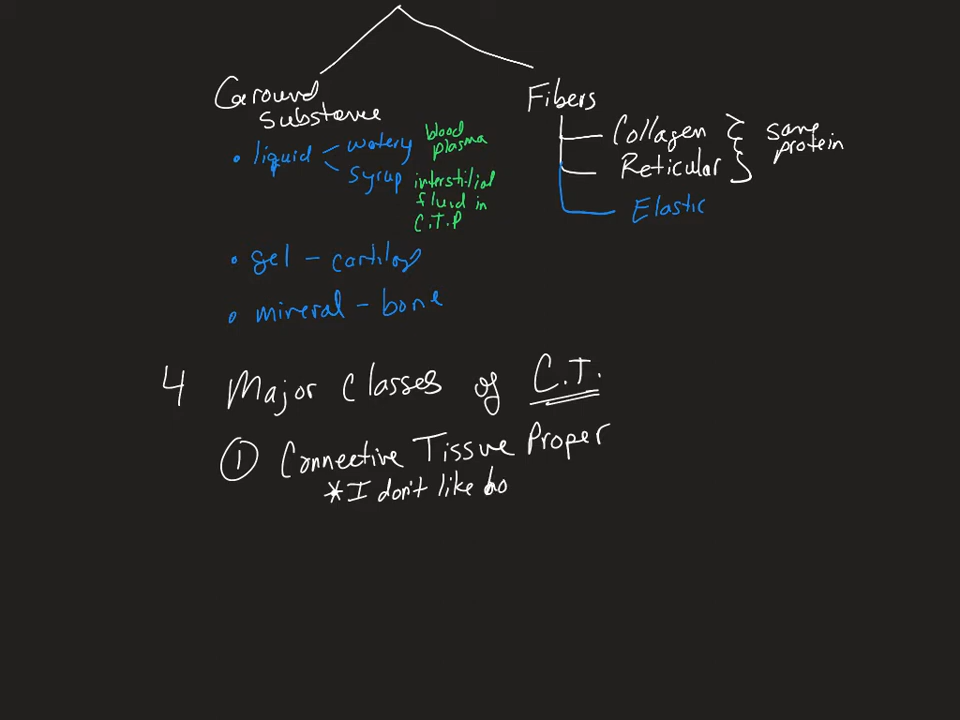 Ground
Substance
• liquid < watery blood plasma
syrup interstitial fluid in C.T.P
• gel - cartilag
• mineral - bone
Fibers
Collagen } same protein
Reticular
Elastic
4 Major Classes of C.T.
① Connective Tissue Proper
*I don't like